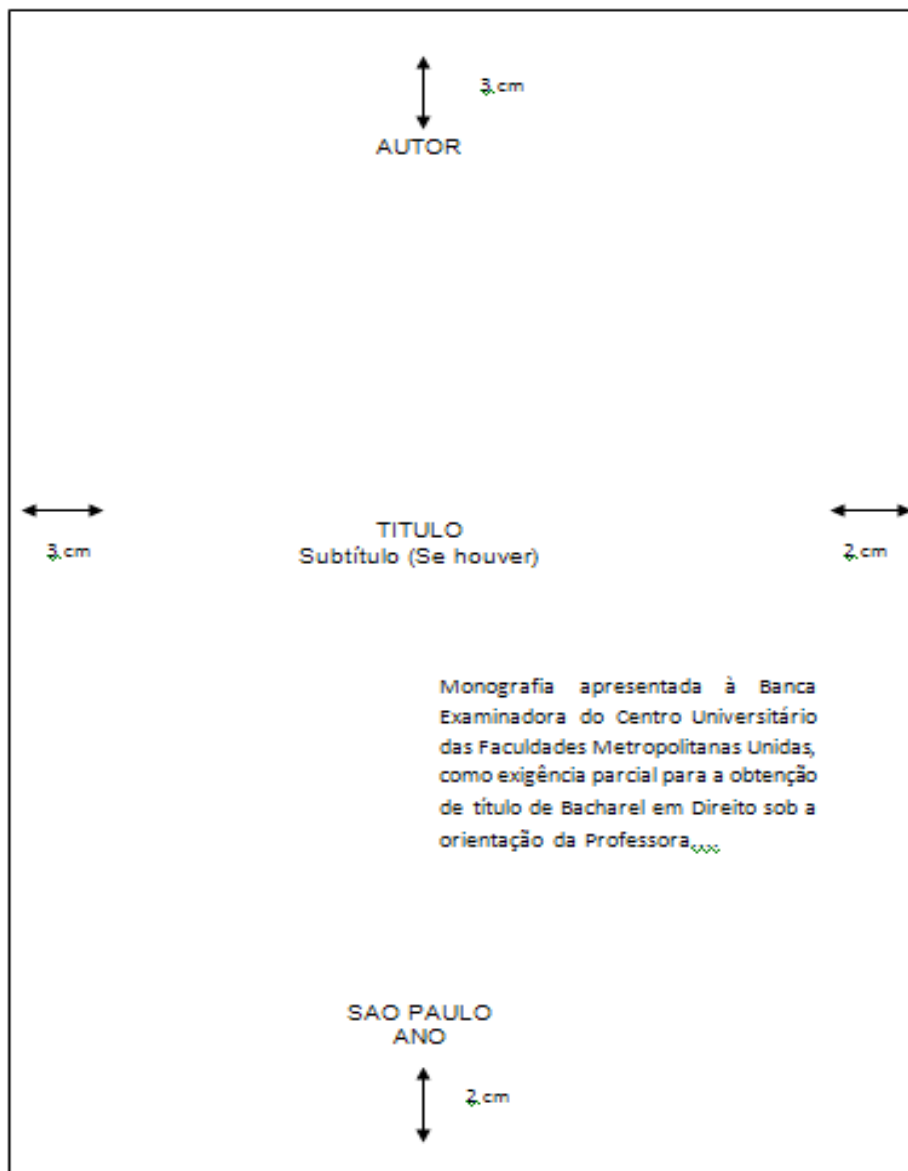 3 cm
AUTOR
TITULO
Subtítulo (Se houver)
3 cm
2 cm
Monografia apresentada à Banca
Examinadora do Centro Universitário
das Faculdades Metropolitanas Unidas,
como exigência parcial para a obtenção
de título de Bacharel em Direito sob a
orientação da Professora....
SAO PAULO
ANO
2 cm